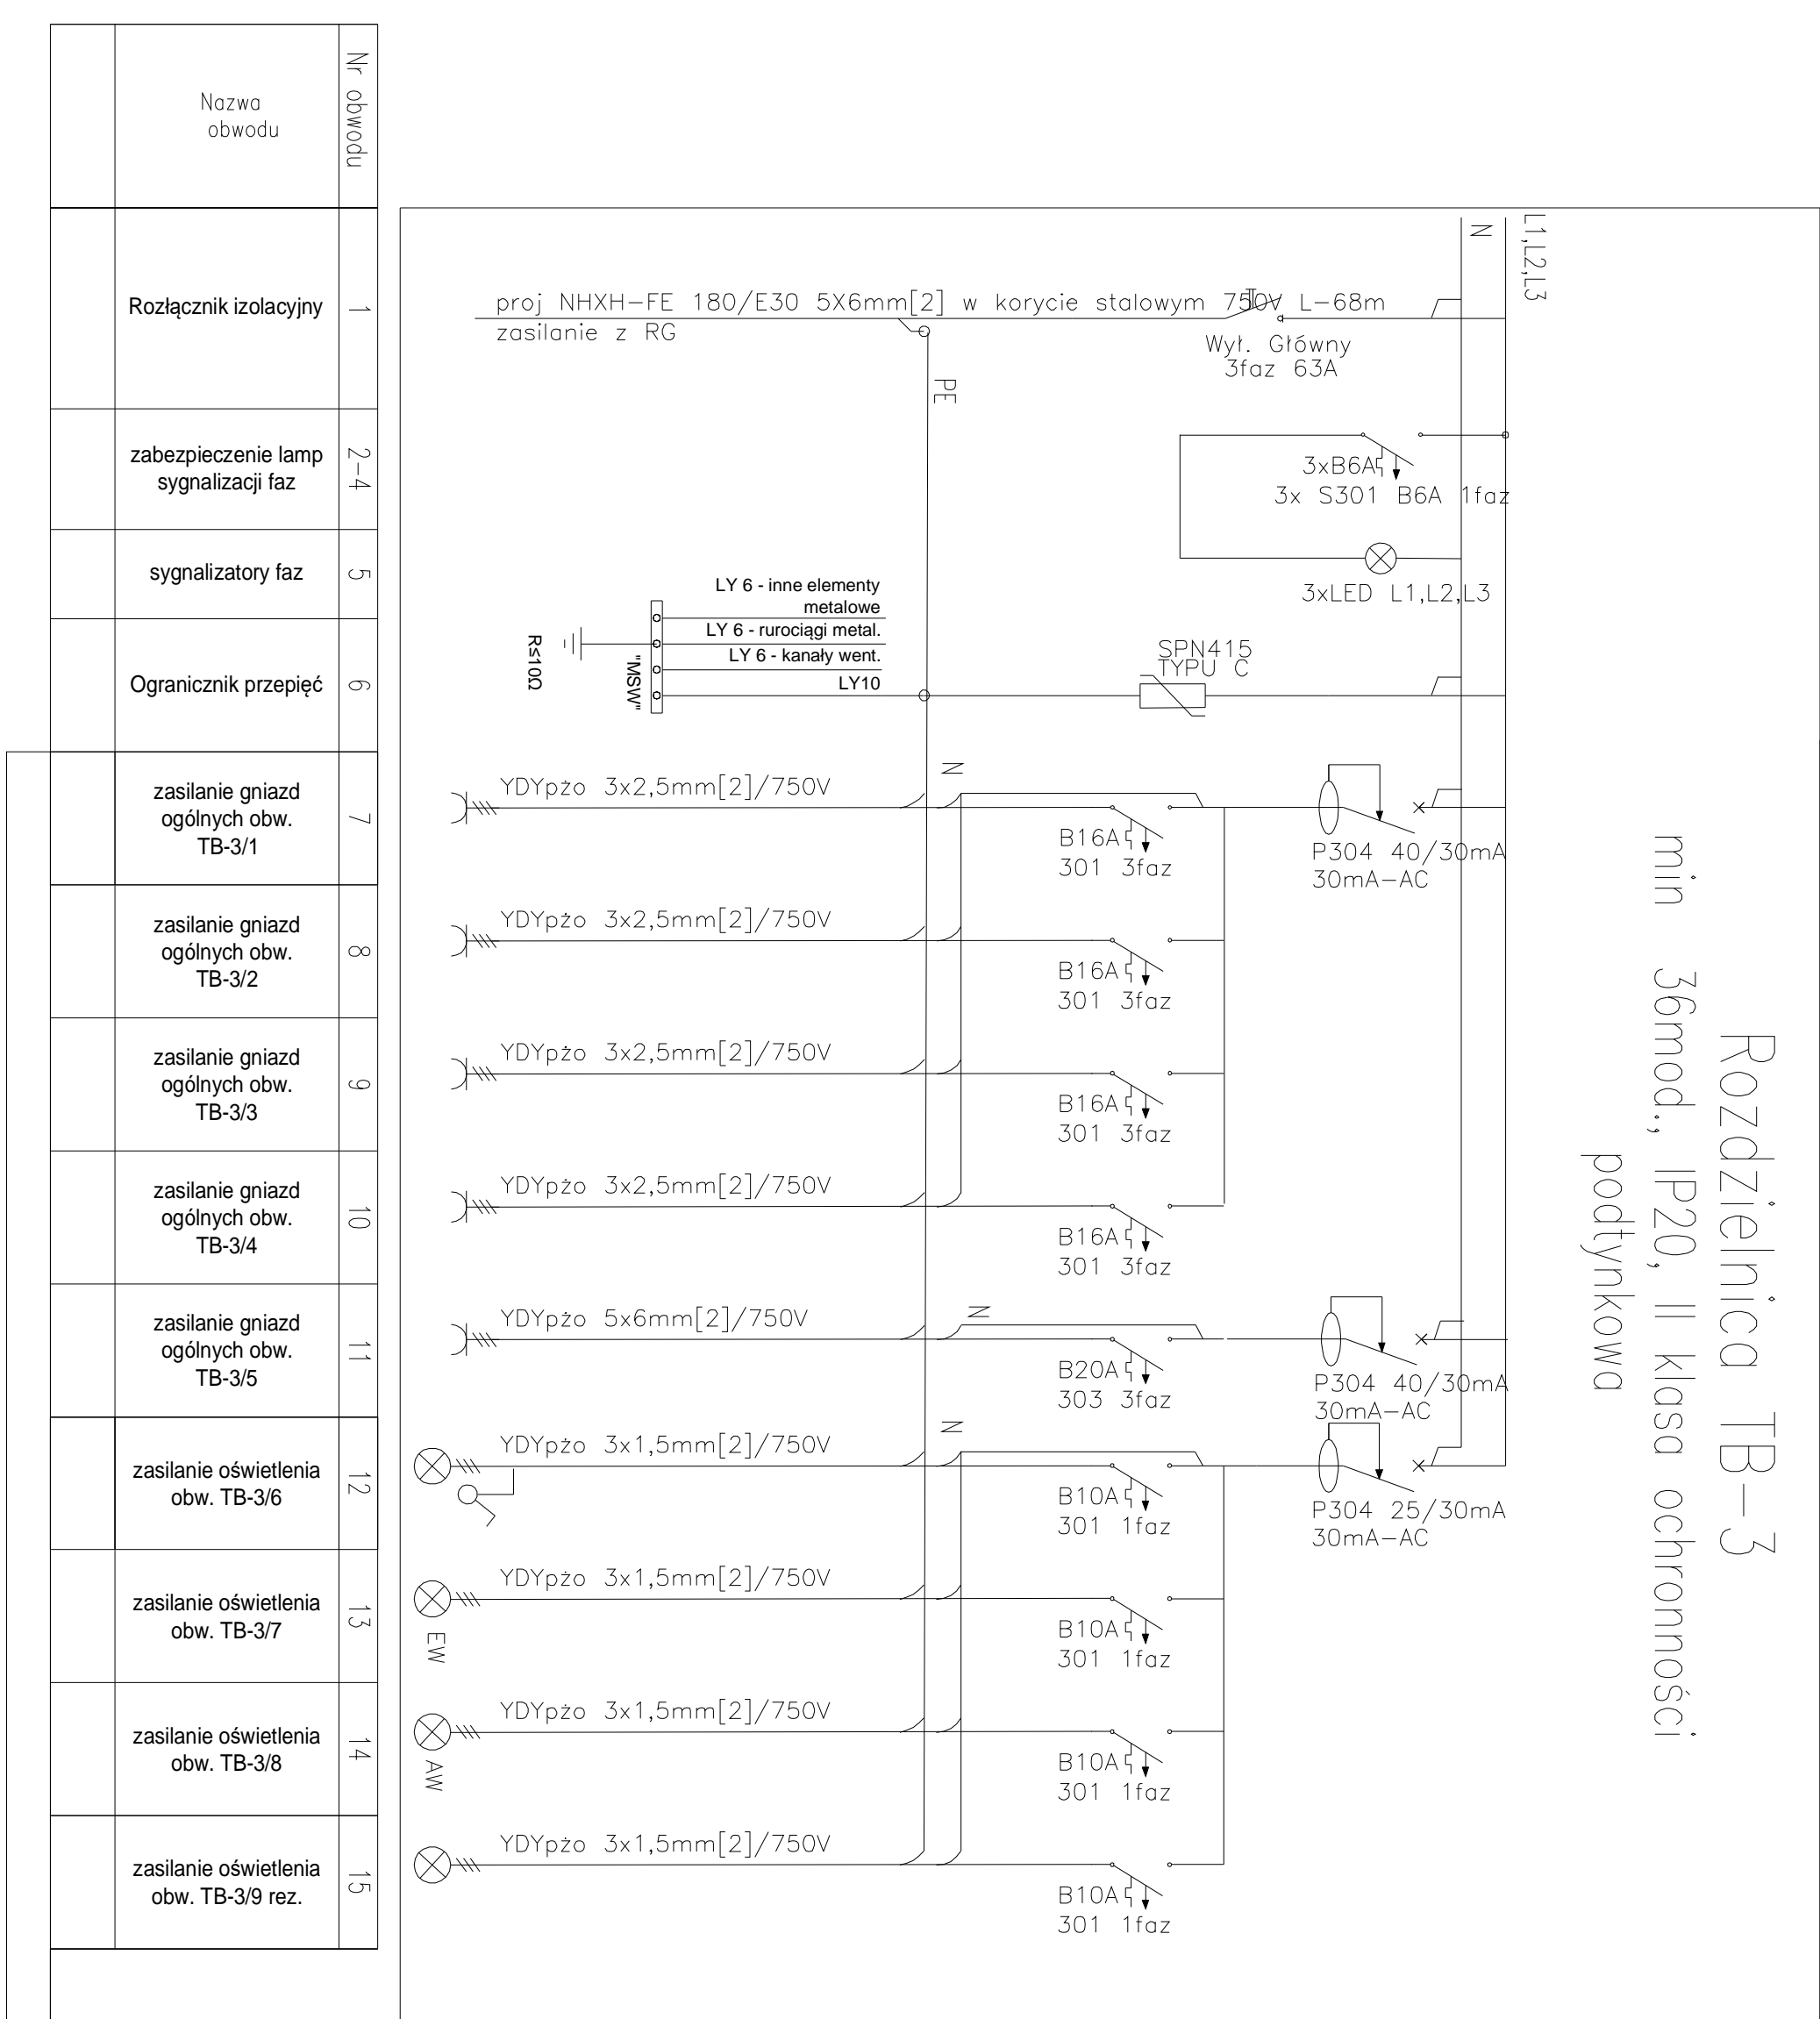 Nr obwodu
Nazwa
obwodu
1
Rozłącznik izolacyjny
2-4
zabezpieczenie lamp
sygnalizacji faz
5
sygnalizatory faz
6
Ogranicznik przepięć
7
zasilanie gniazd
ogólnych obw.
TB-3/1
8
zasilanie gniazd
ogólnych obw.
TB-3/2
9
zasilanie gniazd
ogólnych obw.
TB-3/3
10
zasilanie gniazd
ogólnych obw.
TB-3/4
11
zasilanie gniazd
ogólnych obw.
TB-3/5
12
zasilanie oświetlenia
obw. TB-3/6
13
zasilanie oświetlenia
obw. TB-3/7
14
zasilanie oświetlenia
obw. TB-3/8
15
zasilanie oświetlenia
obw. TB-3/9 rez.
Rozdzielnica TB-3
min 36mod., IP20, II klasa ochronności
podtynkowa
L1,L2,L3
N
proj NHXH-FE 180/E30 5X6mm[2] w korycie stalowym 750V L-68m
zasilanie z RG
Wył. Główny
3faz 63A
PE
3xB6A
3x S301 B6A 1faz
3xLED L1,L2,L3
LY 6 - inne elementy
metalowe
LY 6 - rurociągi metal.
LY 6 - kanały went.
LY10
"MSW"
R≤10Ω
SPN415
TYPU C
YDYpżo 3x2,5mm[2]/750V
N
B16A
301 3faz
P304 40/30mA
30mA-AC
YDYpżo 3x2,5mm[2]/750V
B16A
301 3faz
YDYpżo 3x2,5mm[2]/750V
B16A
301 3faz
YDYpżo 3x2,5mm[2]/750V
B16A
301 3faz
YDYpżo 5x6mm[2]/750V
N
B20A
303 3faz
P304 40/30mA
30mA-AC
YDYpżo 3x1,5mm[2]/750V
N
B10A
301 1faz
P304 25/30mA
30mA-AC
YDYpżo 3x1,5mm[2]/750V
EW
B10A
301 1faz
YDYpżo 3x1,5mm[2]/750V
AW
B10A
301 1faz
YDYpżo 3x1,5mm[2]/750V
B10A
301 1faz